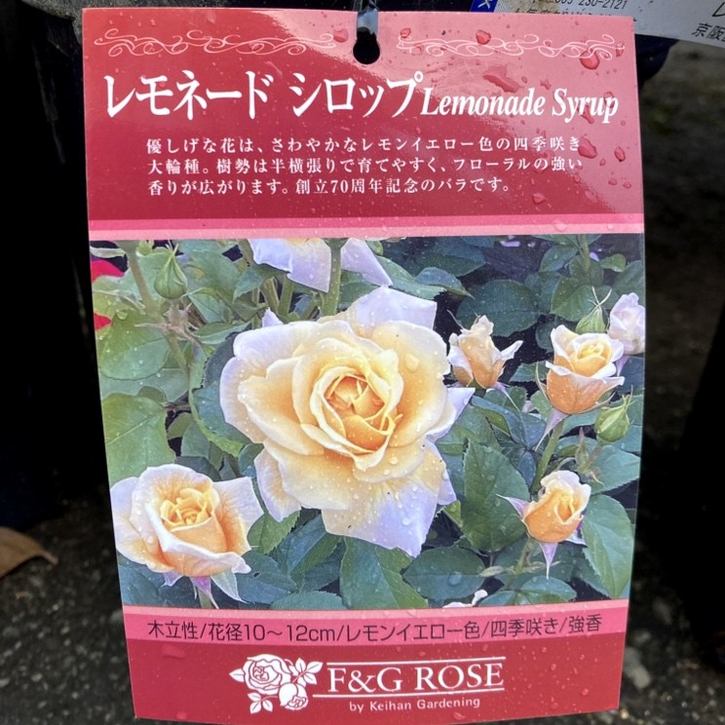 レモネード シロップ Lemonade Syrup
優しげな花は、さわやかなレモンイエロー色の四季咲き
大輪種。樹勢は半横張りで育てやすく、フローラルの強い
香りが広がります。創立70周年記念のバラです。
木立性/花径10～12cm/レモンイエロー色/四季咲き/強香
F&G ROSE
by Keihan Gardening